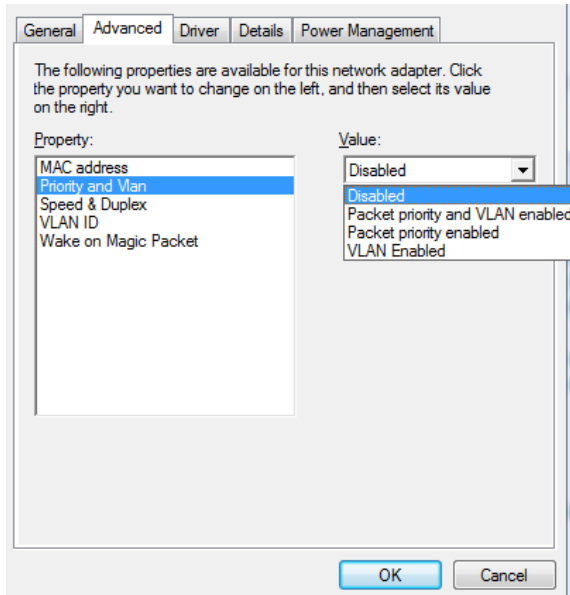 General Advanced Driver Details Power Management
The following properties are available for this network adapter. Click
the property you want to change on the left, and then select its value
on the right.
Property:
MAC address
Priority and Vlan
Speed & Duplex
VLAN ID
Wake on Magic Packet
Value:
Disabled
Disabled
Packet priority and VLAN enabled
Packet priority enabled
VLAN Enabled
OK Cancel